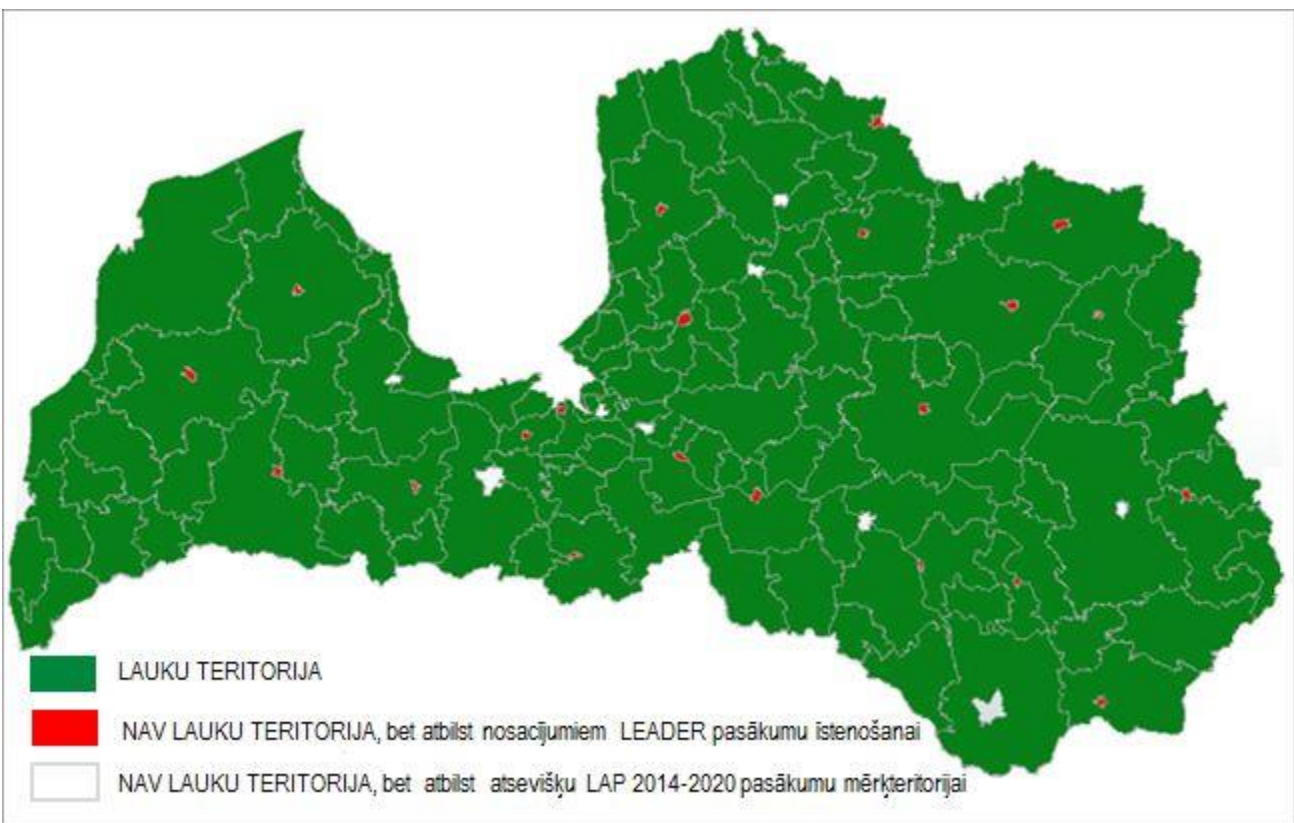 LAUKU TERITORIJA
NAV LAUKU TERITORIJA, bet atbilst nosacījumiem LEADER pasākumu īstenošanai
NAV LAUKU TERITORIJA, bet atbilst atsevišķu LAP 2014-2020 pasākumu mērķteritorijai